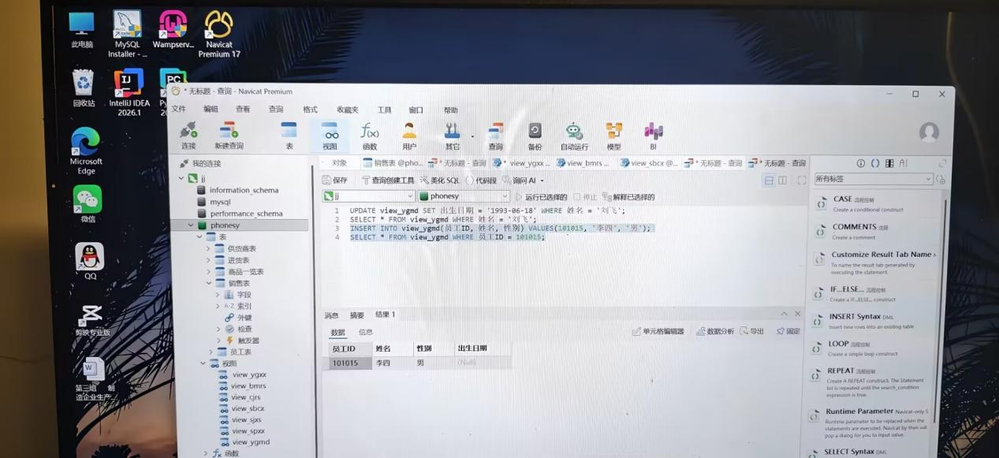 此电脑
MySQL Installer - ...
Wampserv...
Navicat Premium 17
回收站
IntelliJ IDEA 2026.1
PC
Microsoft Edge
微信
QQ
剪映专业版
* 无标题 - 查询 - Navicat Premium
文件 编辑 查看 查询 格式 收藏夹 工具 窗口 帮助
连接 新建查询 表 视图 函数 用户 其它 查询 备份 自动运行 模型 BI
我的连接
jj
information_schema
mysql
performance_schema
phonesy
表
供货商表
进货表
商品一览表
销售表
字段
索引
外键
检查
触发器
员工表
视图
view_ygxx
view_bmrs
view_cjrs
view_sbcx
view_sjxs
view_spxx
view_ygmd
函数
对象 销售表 @pho... * 无标题 - 查询 * view_ygxx ... view_bmrs ... view_sbcx @... * 无标题 - 查询 * 无标题 - 查询
保存 查询创建工具 美化 SQL 代码段 询问 AI
jj phonesy 运行已选择的 停止 解释已选择的
1 UPDATE view_ygmd SET 出生日期 = '1993-06-18' WHERE 姓名 = '刘飞';
2 SELECT * FROM view_ygmd WHERE 姓名 = '刘飞';
3 INSERT INTO view_ygmd(员工ID, 姓名, 性别) VALUES(101015, '李四', '男');
4 SELECT * FROM view_ygmd WHERE 员工ID = 101015;
消息 摘要 结果 1
数据 信息
单元格编辑器 数据分析 导出 固定
员工ID 姓名 性别 出生日期
101015 李四 男 (Null)
所有标签
CASE 流程控制
Create a conditional construct
COMMENTS 注释
Create a comment
Customize Result Tab Name
To name the result tab generated by
executing the statement.
IF...ELSE... 流程控制
Create a IF...ELSE... construct
INSERT Syntax DML
Insert new rows into an existing table
LOOP 流程控制
Create a simple loop construct
REPEAT 流程控制
Create A REPEAT construct. The Statement
list is repeated until the search_condition
expression is true.
Runtime Parameter Navicat-only S
Runtime parameter to be replaced when the
statements are executed. Navicat by then will
pop a dialog for you to input value.
SELECT Syntax DML